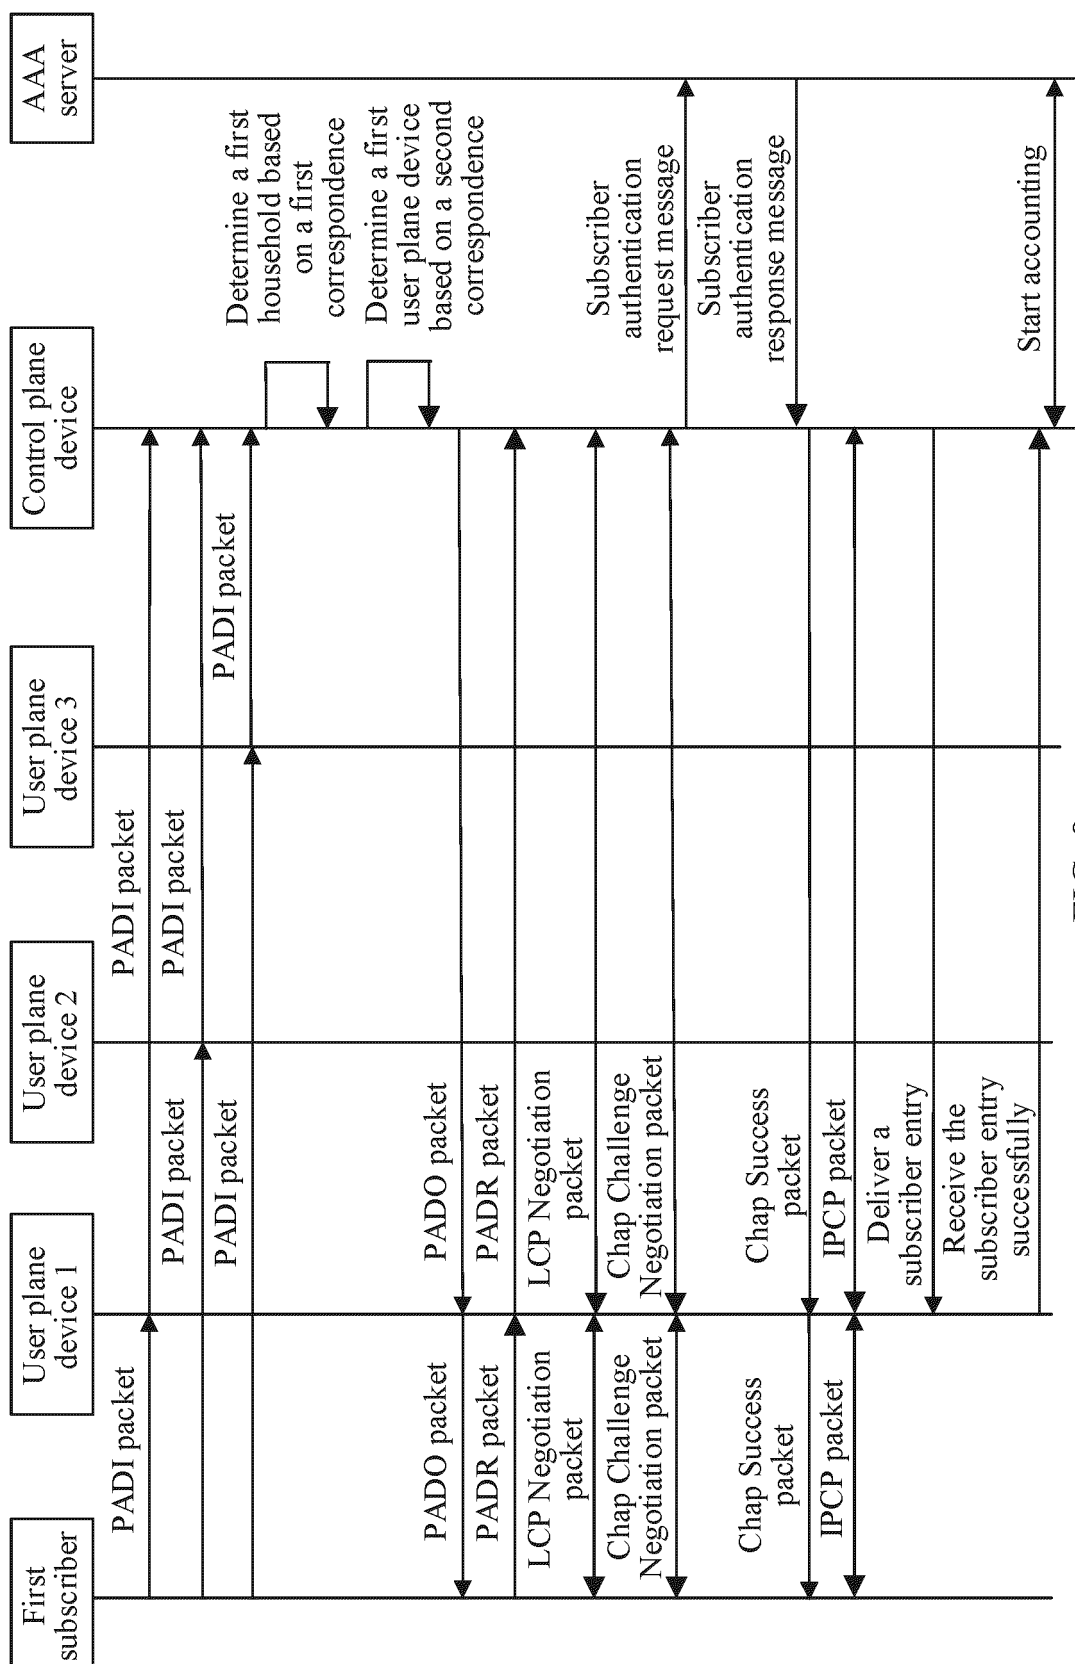 First
subscriber
User plane
device 1
User plane
device 2
User plane
device 3
Control plane
device
AAA
server
PADI packet
PADI packet
PADI packet
PADI packet
PADI packet
PADI packet
Determine a first
household based
on a first
correspondence
Determine a first
user plane device
based on a second
correspondence
PADO packet
PADO packet
PADR packet
PADR packet
LCP Negotiation
packet
LCP Negotiation
packet
Chap Challenge
Negotiation packet
Chap Challenge
Negotiation packet
Subscriber
authentication
request message
Subscriber
authentication
response message
Chap Success
packet
Chap Success
packet
IPCP packet
IPCP packet
Deliver a
subscriber entry
Receive the
subscriber entry
successfully
Start accounting